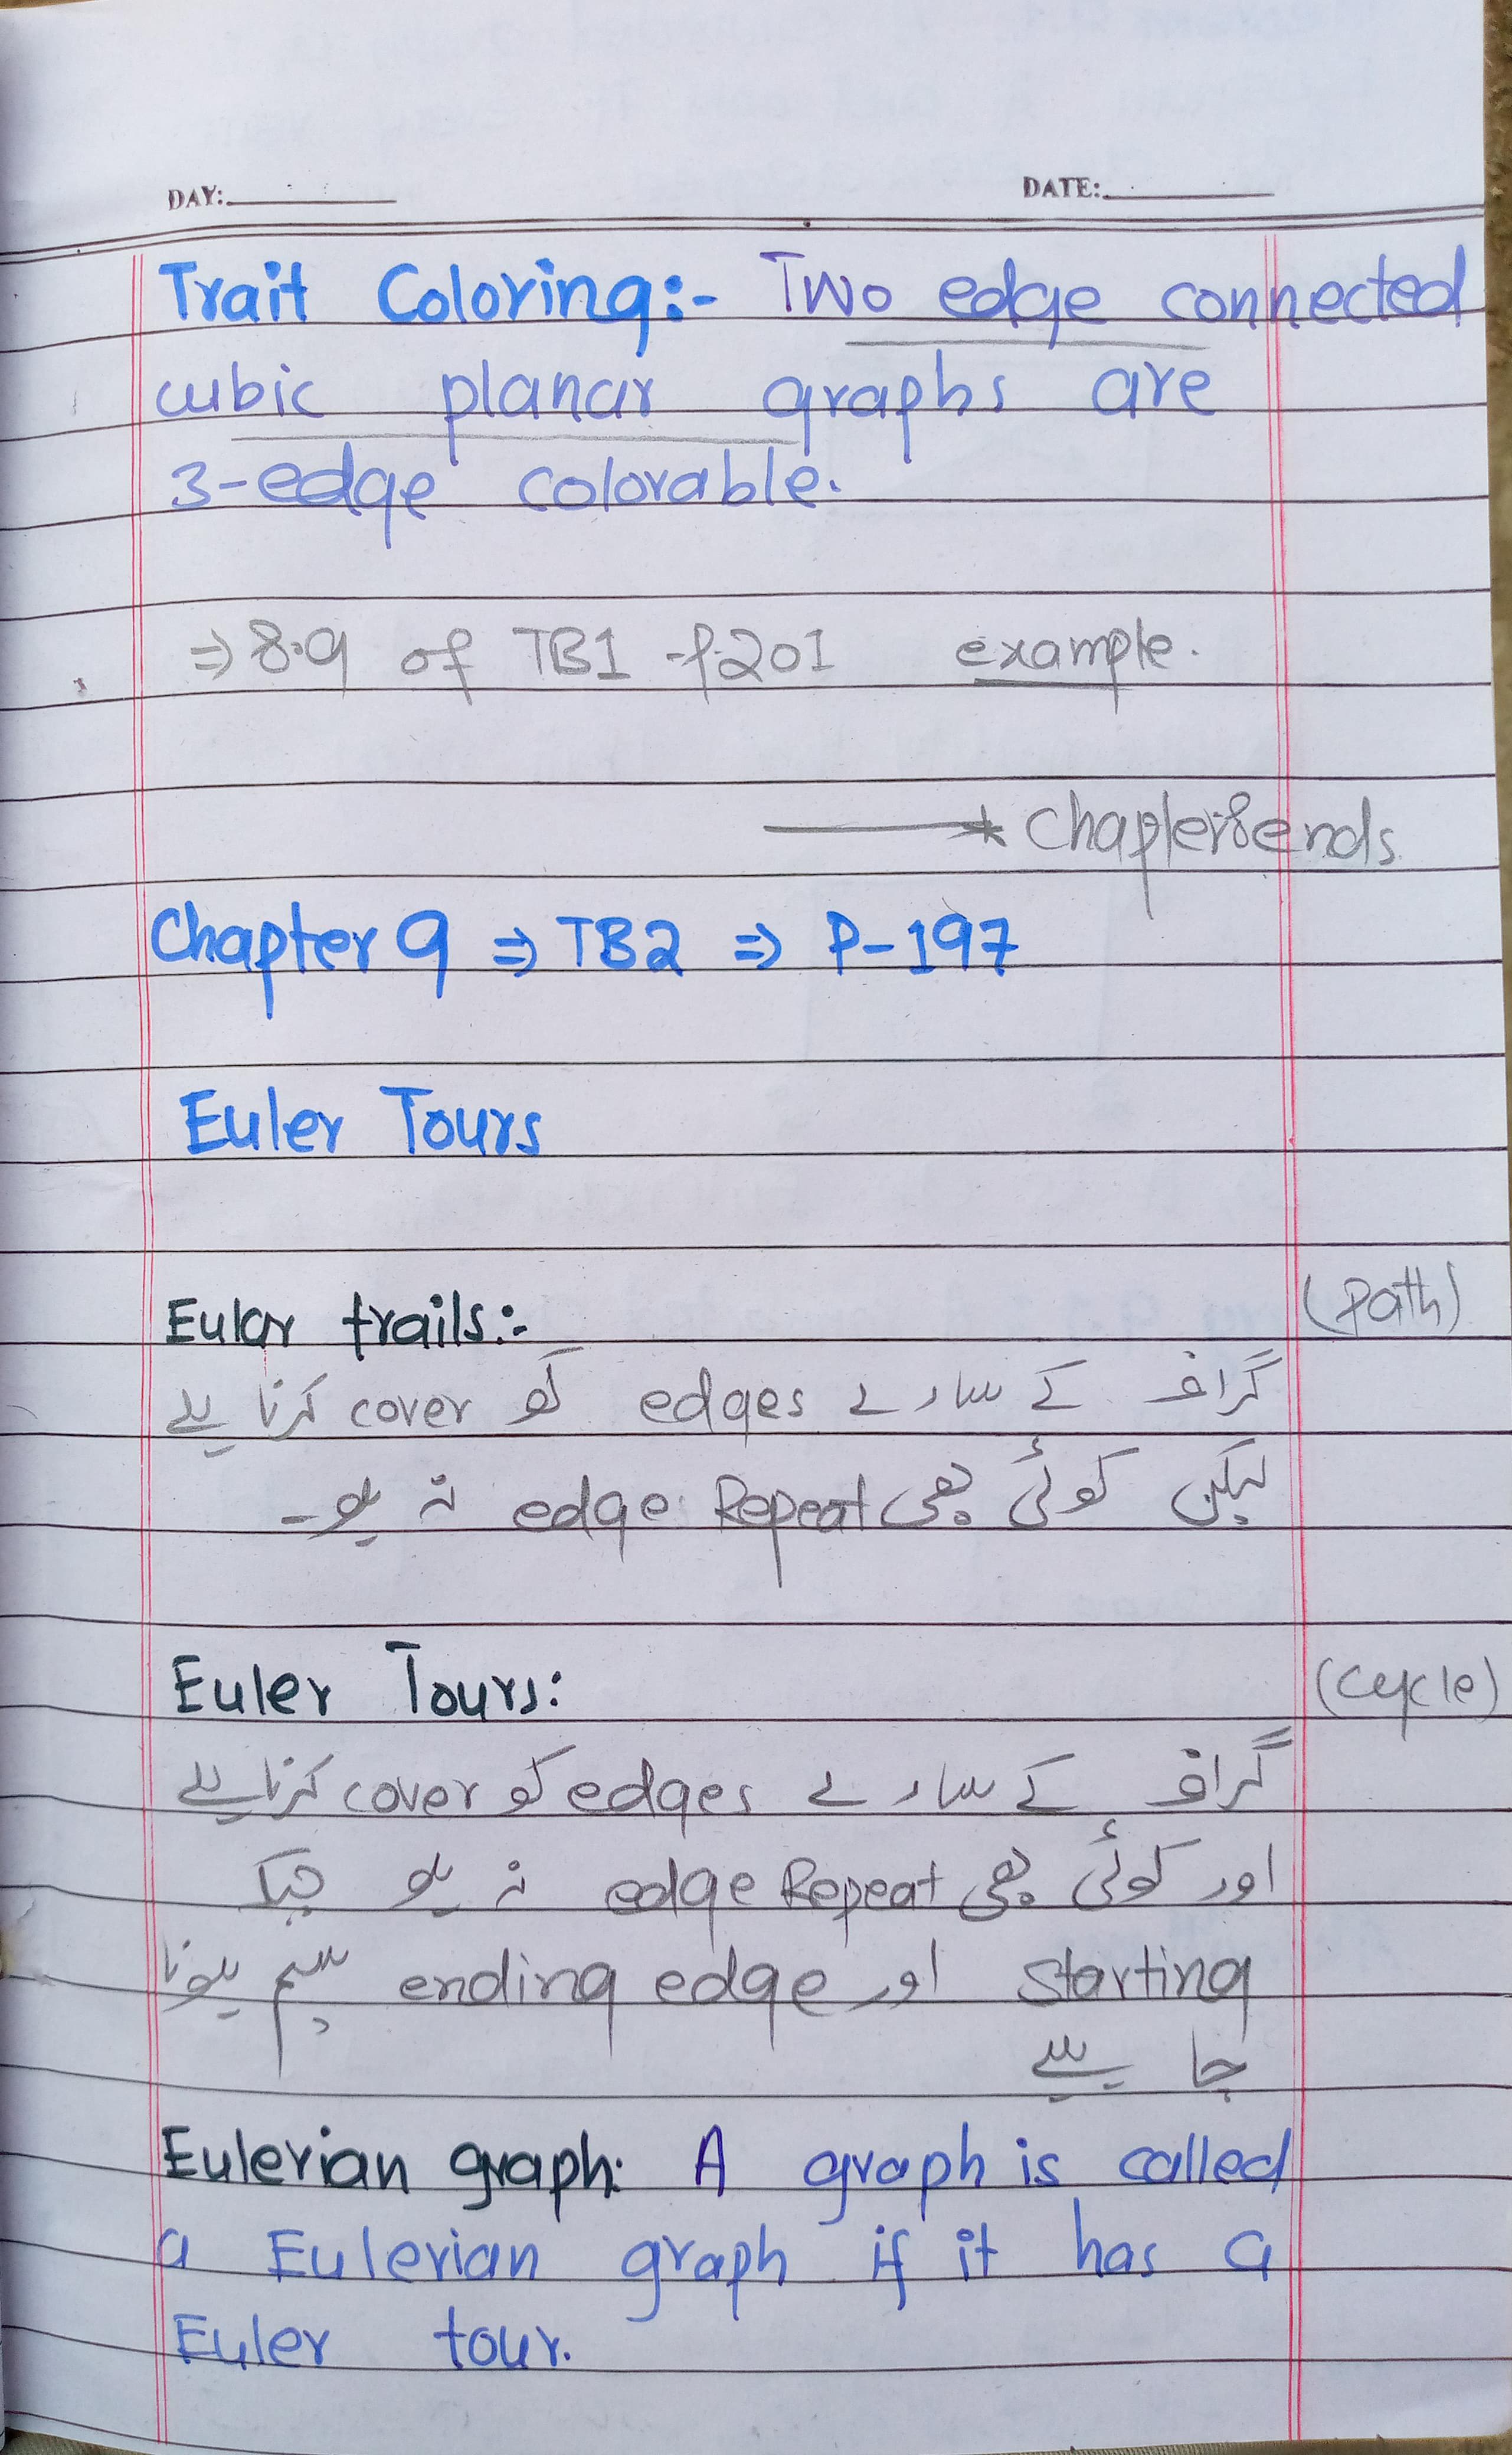 DAY: DATE:
Trait Coloring:- Two edge connected
cubic planar graphs are
3-edge colorable.
⇒ 8.9 of TB1 -P.201 example.
* Chapter 8 ends
Chapter 9 ⇒ TB2 ⇒ P-197
Euler Tours
Eular trails:- (path)
گراف کے سارے edges کو cover کرنا ہے
لیکن کوئی بھی edge Repeat نہ ہو۔
Euler Tours: (cycle)
گراف کے سارے edges کو cover کرنا ہے
اور کوئی بھی edge Repeat نہ ہو جبکہ
starting اور ending edge سیم ہونا
چاہیے
Eulerian graph: A graph is called
a Eulerian graph if it has a
Euler tour.